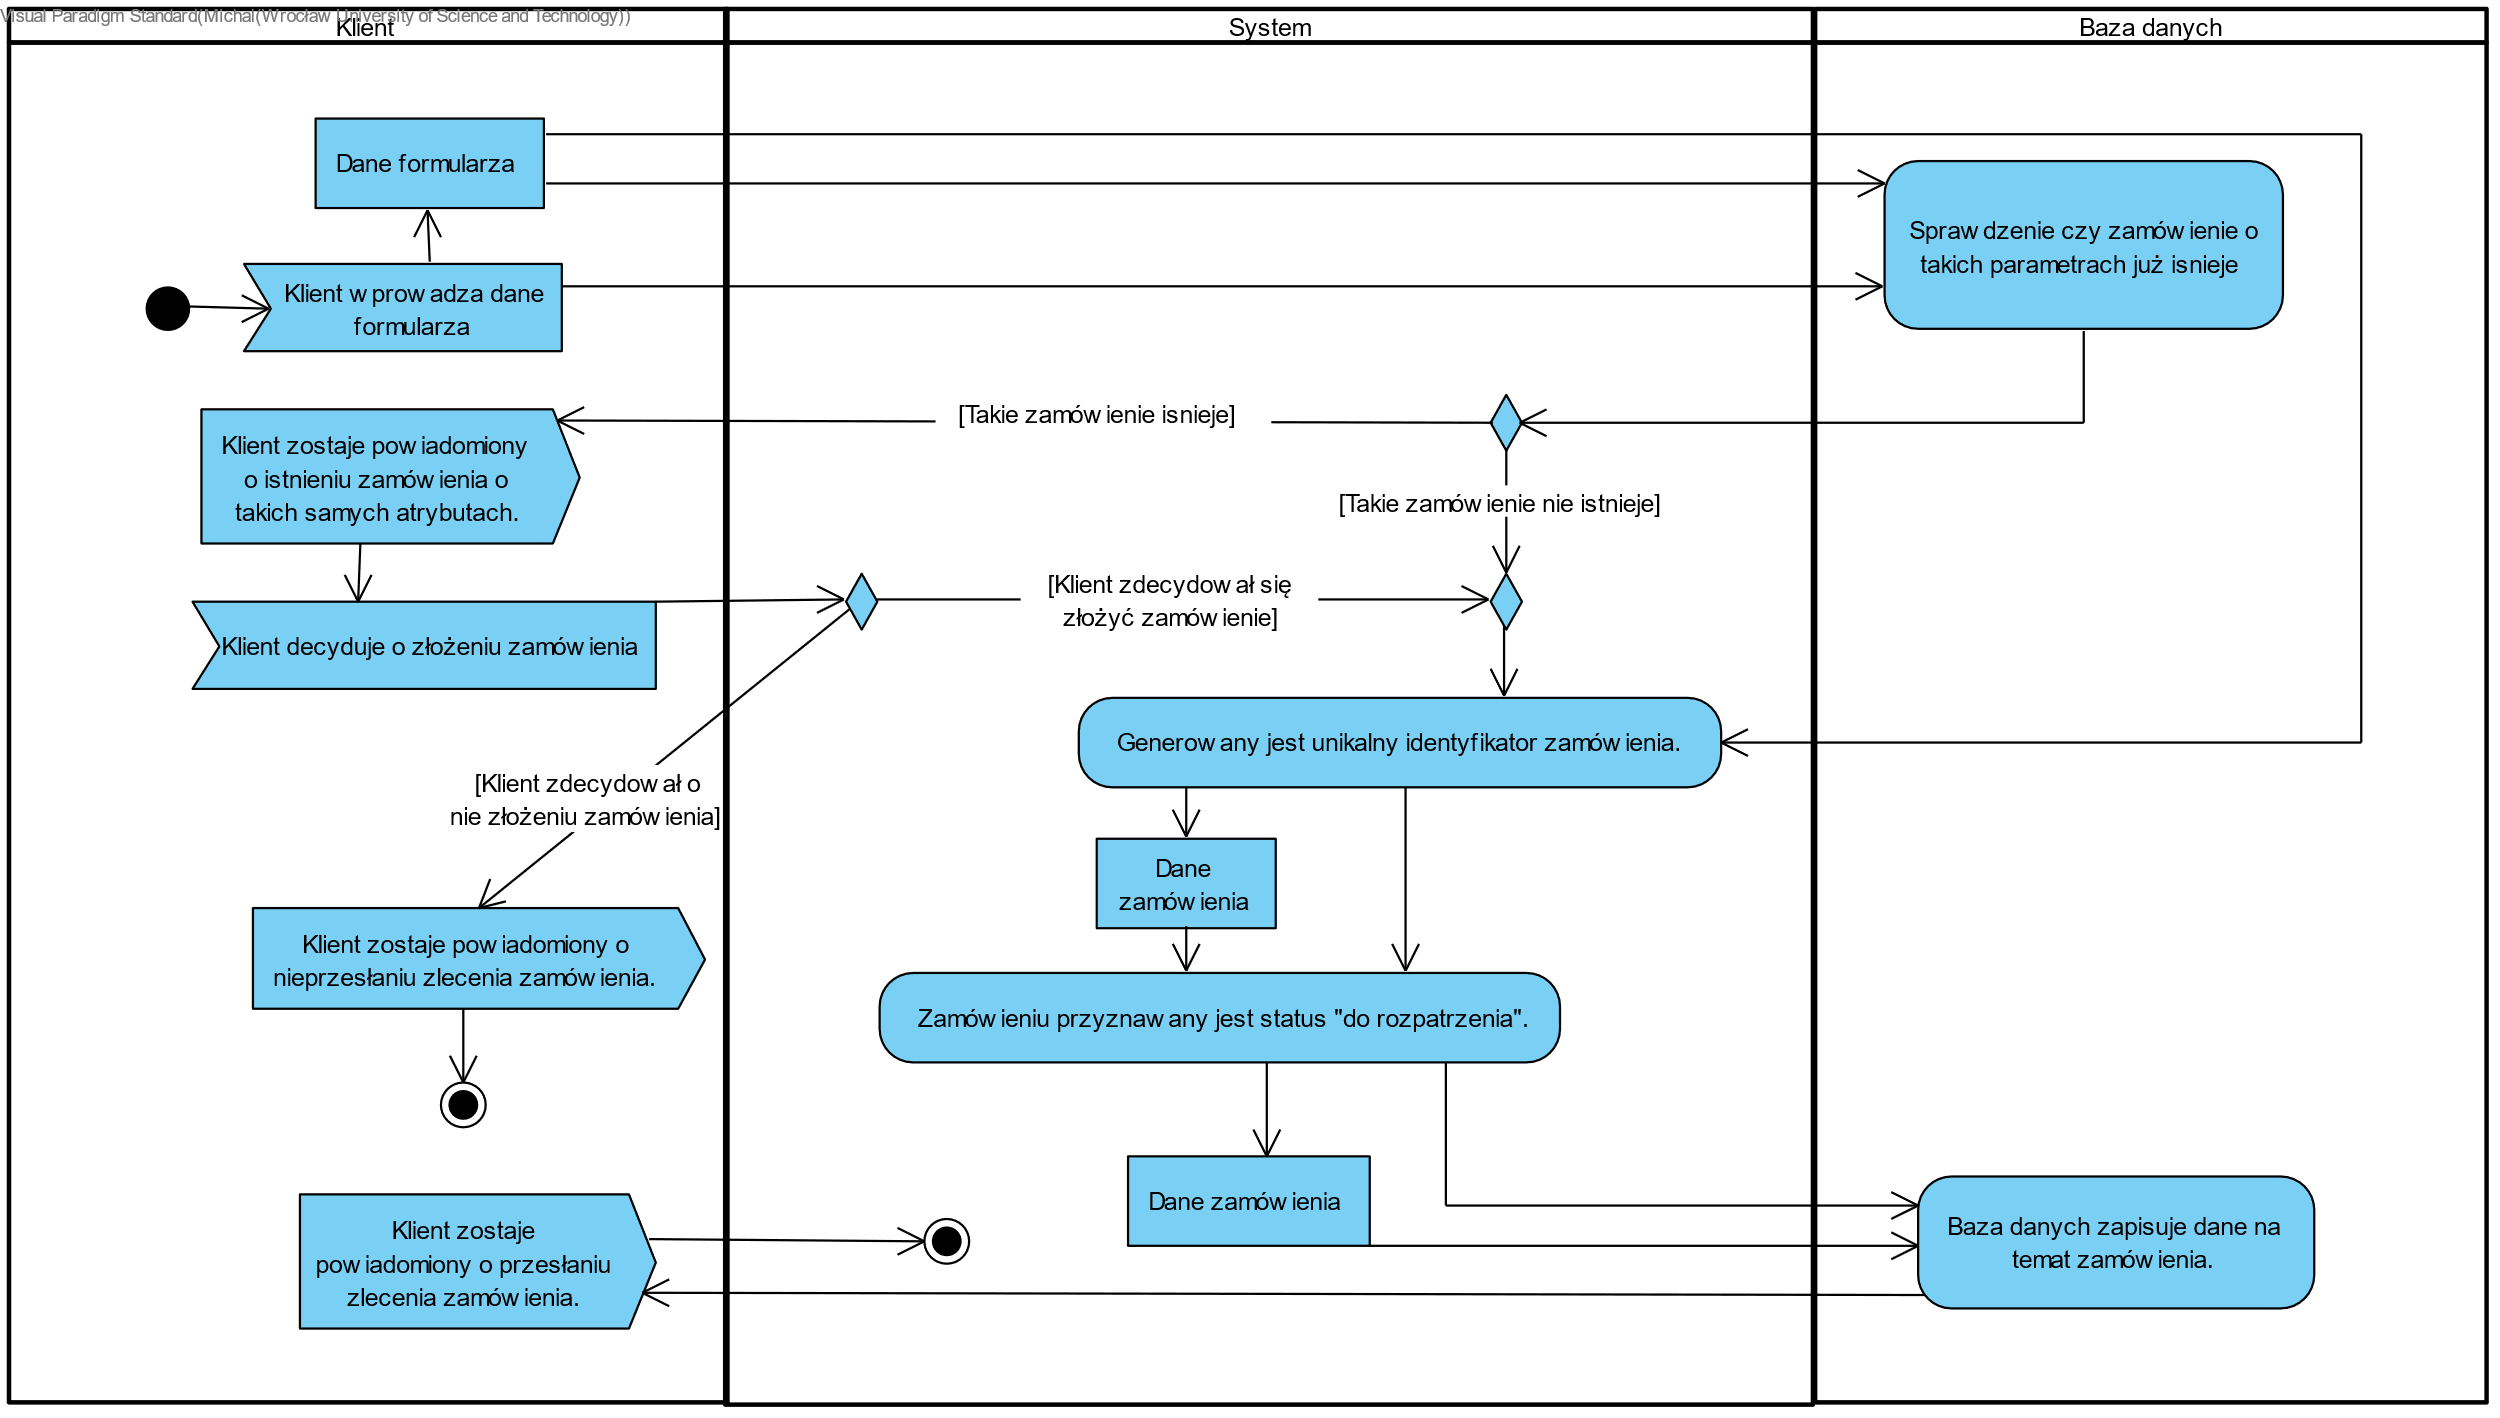 Visual Paradigm Standard(Michal(Wrocław University of Science and Technology))
Klient
System
Baza danych
Dane formularza
Sprawdzenie czy zamówienie o
takich parametrach już isnieje
Klient wprowadza dane
formularza
[Takie zamówienie isnieje]
Klient zostaje powiadomiony
o istnieniu zamówienia o
takich samych atrybutach.
[Takie zamówienie nie istnieje]
[Klient zdecydował się
złożyć zamówienie]
Klient decyduje o złożeniu zamówienia
Generowany jest unikalny identyfikator zamówienia.
[Klient zdecydował o
nie złożeniu zamówienia]
Dane
zamówienia
Klient zostaje powiadomiony o
nieprzesłaniu zlecenia zamówienia.
Zamówieniu przyznawany jest status "do rozpatrzenia".
Dane zamówienia
Klient zostaje
powiadomiony o przesłaniu
zlecenia zamówienia.
Baza danych zapisuje dane na
temat zamówienia.